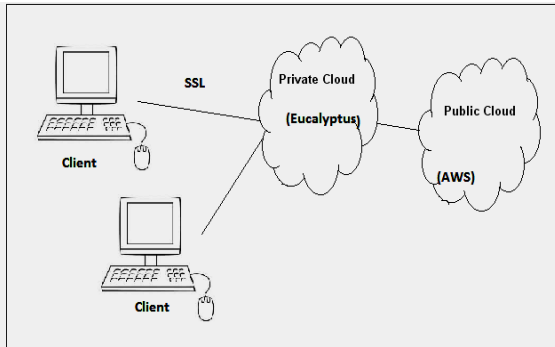 SSL
Private Cloud
(Eucalyptus)
Public Cloud
(AWS)
Client
Client